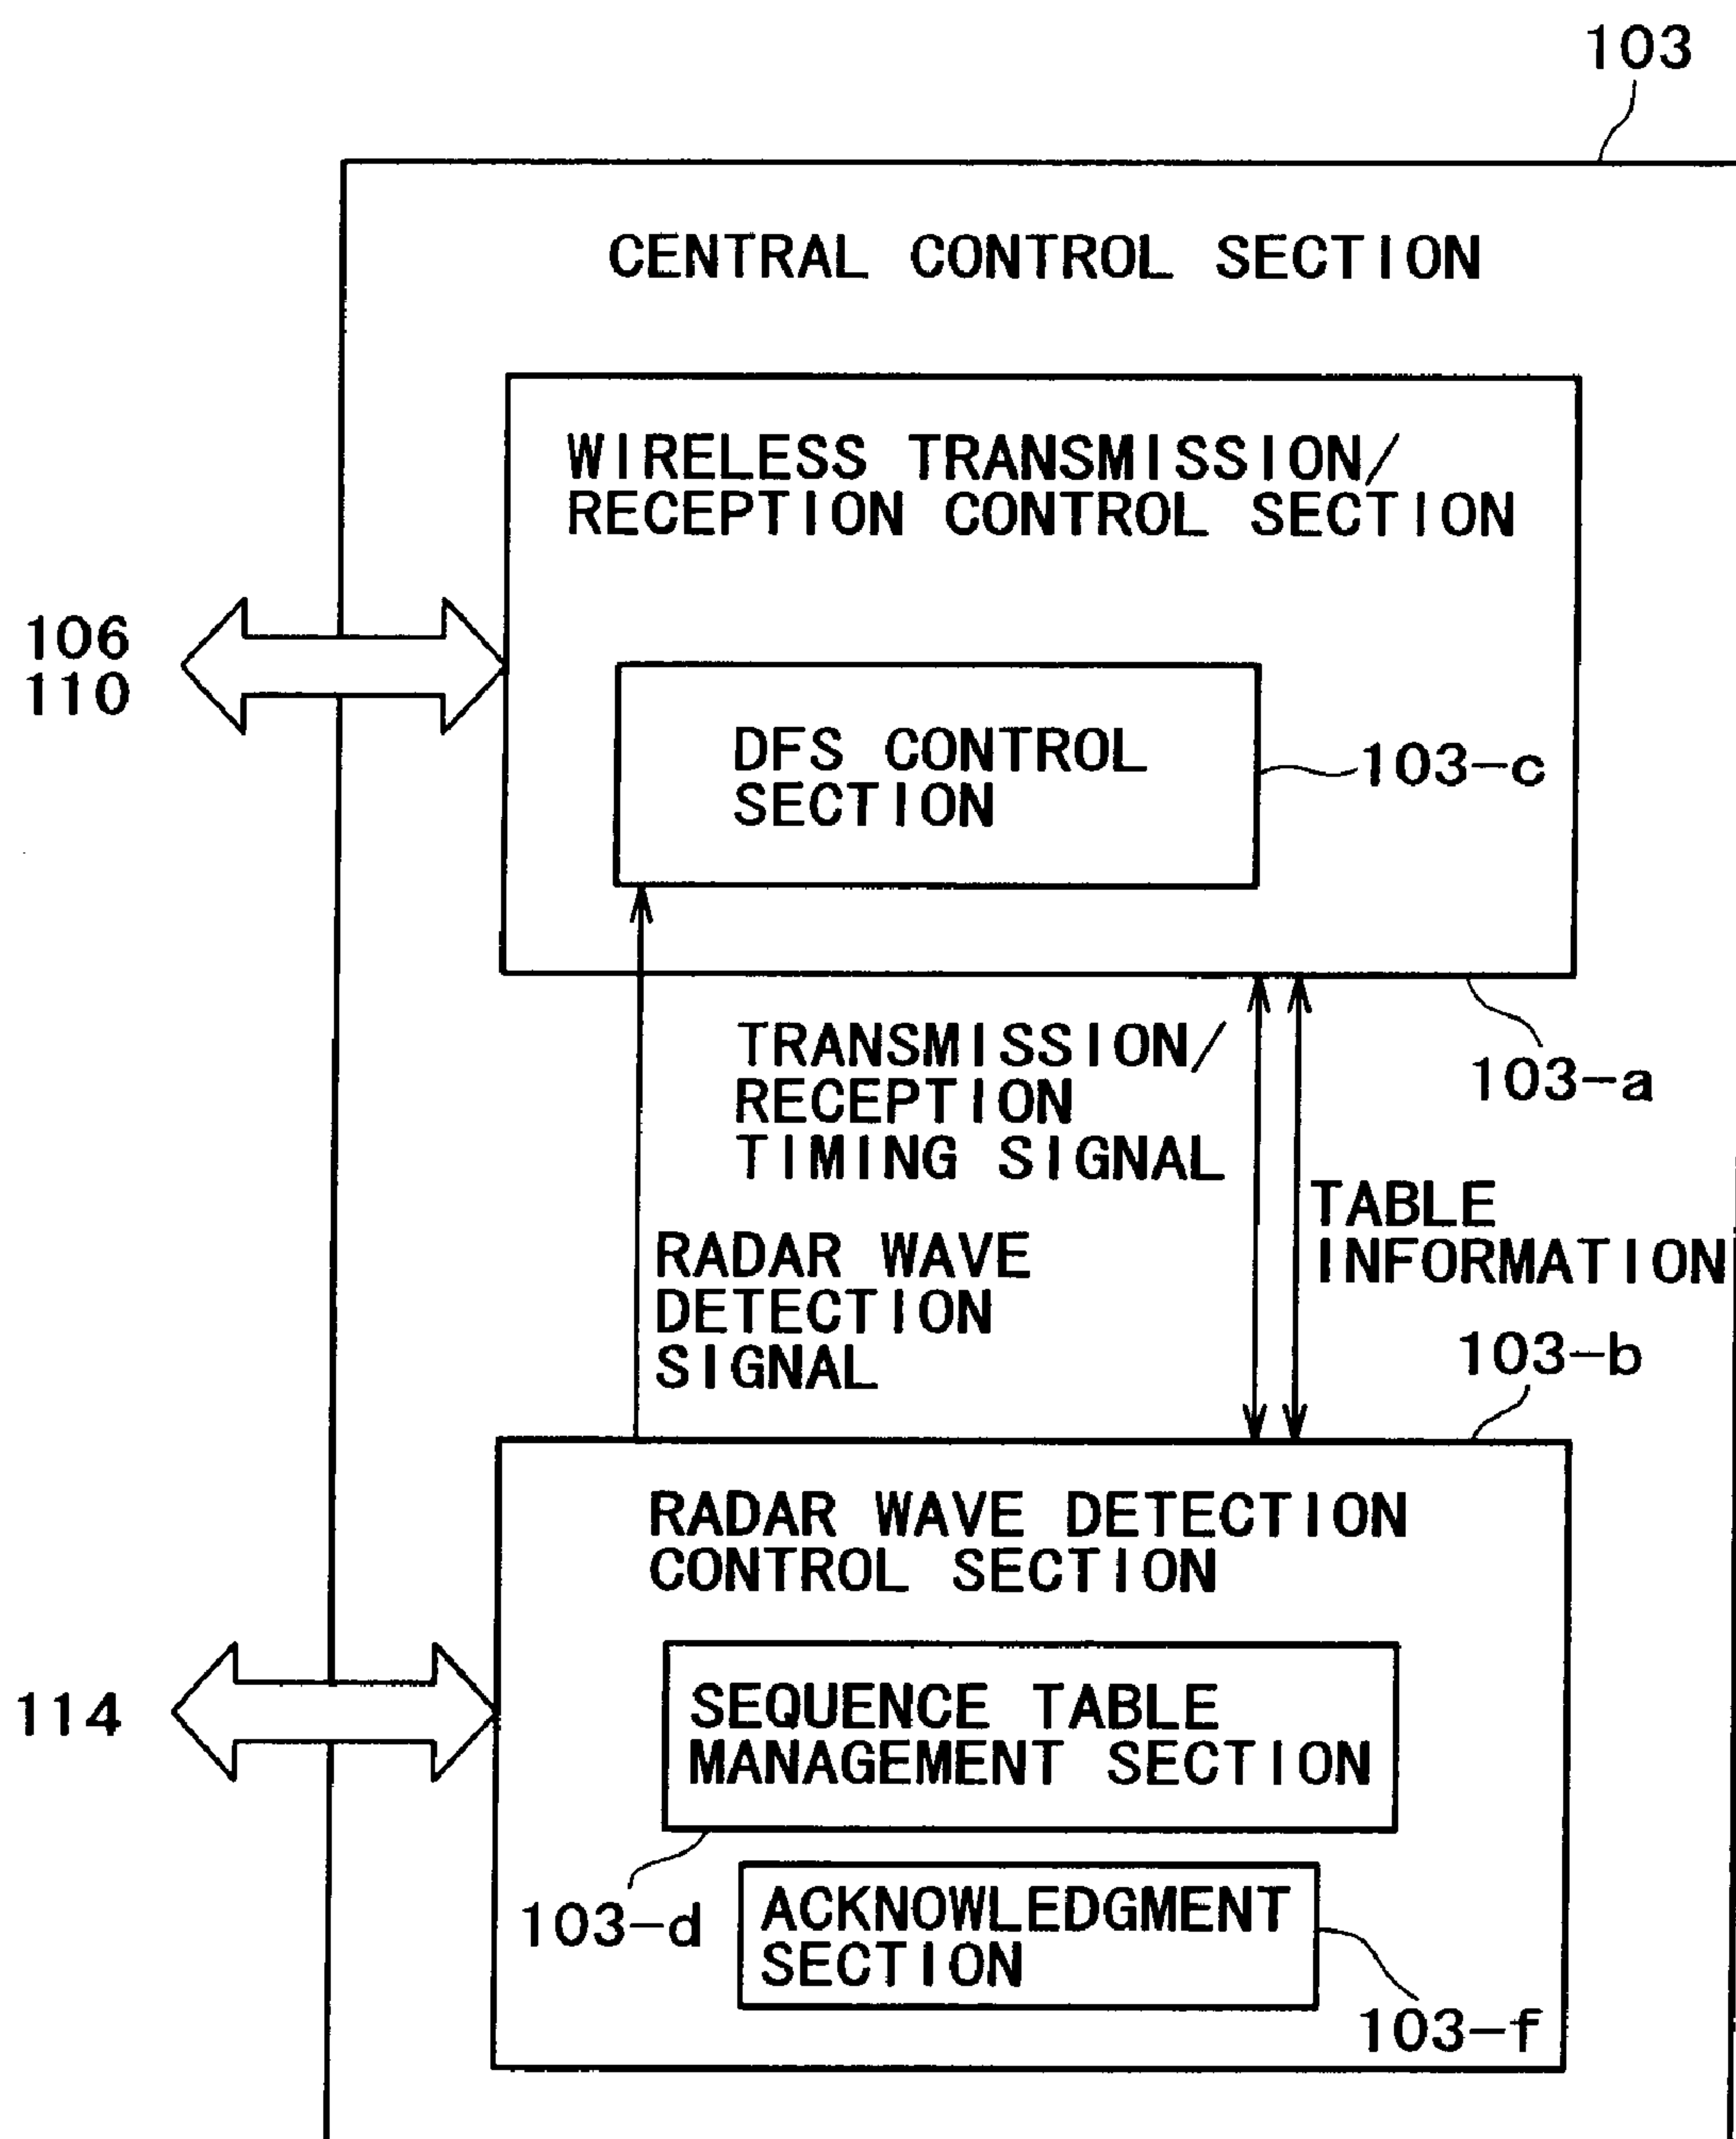 103
CENTRAL CONTROL SECTION
WIRELESS TRANSMISSION/
RECEPTION CONTROL SECTION
106
110
DFS CONTROL
SECTION
103-c
TRANSMISSION/
RECEPTION
TIMING SIGNAL
103-a
TABLE
INFORMATION
RADAR WAVE
DETECTION
SIGNAL
103-b
RADAR WAVE DETECTION
CONTROL SECTION
114
SEQUENCE TABLE
MANAGEMENT SECTION
103-d
ACKNOWLEDGMENT
SECTION
103-f